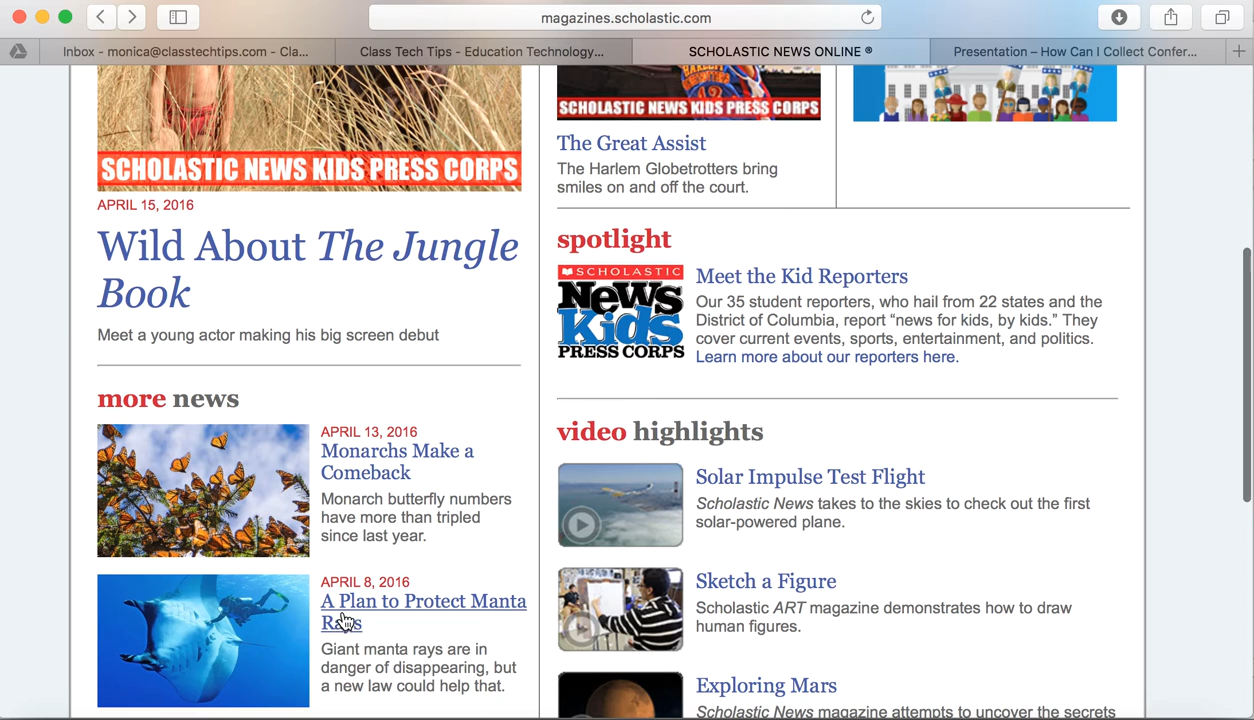 magazines.scholastic.com
Inbox - monica@classtechtips.com - Cla...
Class Tech Tips - Education Technology...
SCHOLASTIC NEWS ONLINE ®
Presentation – How Can I Collect Confer...
SCHOLASTIC NEWS KIDS PRESS CORPS
APRIL 15, 2016
Wild About The Jungle
Book
Meet a young actor making his big screen debut
more news
APRIL 13, 2016
Monarchs Make a
Comeback
Monarch butterfly numbers
have more than tripled
since last year.
APRIL 8, 2016
A Plan to Protect Manta
Rays
Giant manta rays are in
danger of disappearing, but
a new law could help that.
SCHOLASTIC NEWS KIDS PRESS CORPS
The Great Assist
The Harlem Globetrotters bring
smiles on and off the court.
spotlight
SCHOLASTIC
News
Kids
PRESS CORPS
Meet the Kid Reporters
Our 35 student reporters, who hail from 22 states and the
District of Columbia, report “news for kids, by kids.” They
cover current events, sports, entertainment, and politics.
Learn more about our reporters here.
video highlights
Solar Impulse Test Flight
Scholastic News takes to the skies to check out the first
solar-powered plane.
Sketch a Figure
Scholastic ART magazine demonstrates how to draw
human figures.
Exploring Mars
Scholastic News magazine attempts to uncover the secrets